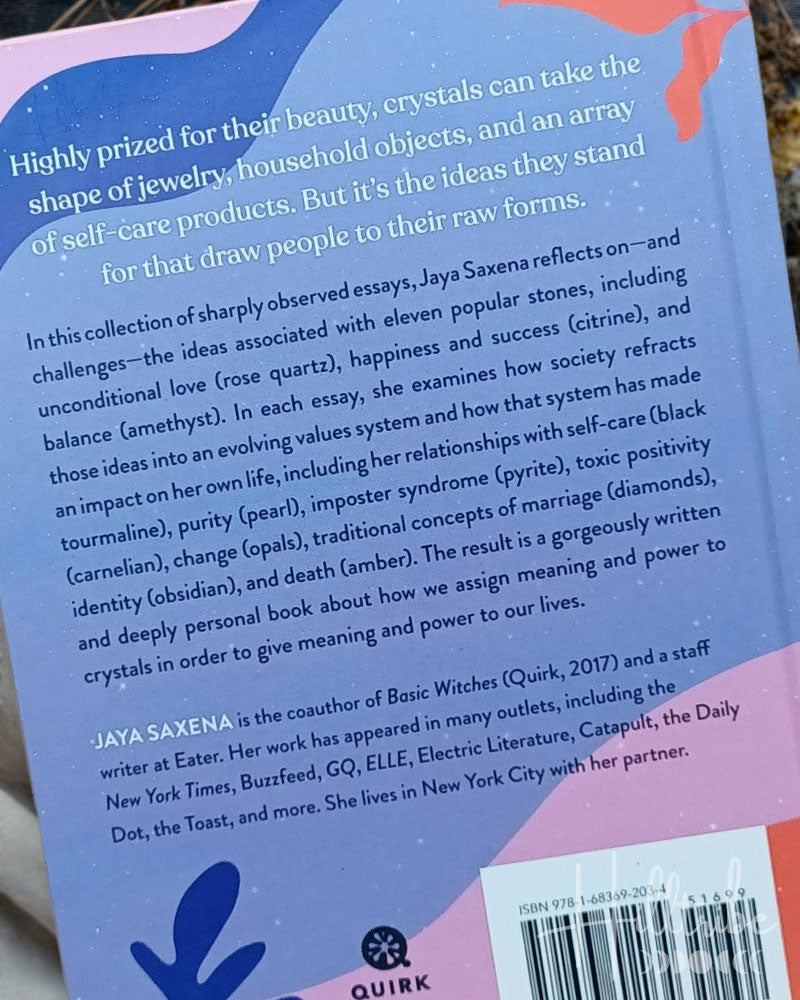 Highly prized for their beauty, crystals can take the
shape of jewelry, household objects, and an array
of self-care products. But it's the ideas they stand
for that draw people to their raw forms.
In this collection of sharply observed essays, Jaya Saxena reflects on—and
challenges—the ideas associated with eleven popular stones, including
unconditional love (rose quartz), happiness and success (citrine), and
balance (amethyst). In each essay, she examines how society refracts
those ideas into an evolving values system and how that system has made
an impact on her own life, including her relationships with self-care (black
tourmaline), purity (pearl), imposter syndrome (pyrite), toxic positivity
(carnelian), change (opals), traditional concepts of marriage (diamonds),
identity (obsidian), and death (amber). The result is a gorgeously written
and deeply personal book about how we assign meaning and power to
crystals in order to give meaning and power to our lives.
JAYA SAXENA is the coauthor of Basic Witches (Quirk, 2017) and a staff
writer at Eater. Her work has appeared in many outlets, including the
New York Times, Buzzfeed, GQ, ELLE, Electric Literature, Catapult, the Daily
Dot, the Toast, and more. She lives in New York City with her partner.
ISBN 978-1-68369-203-4
51699
Hilltribe
QUIRK